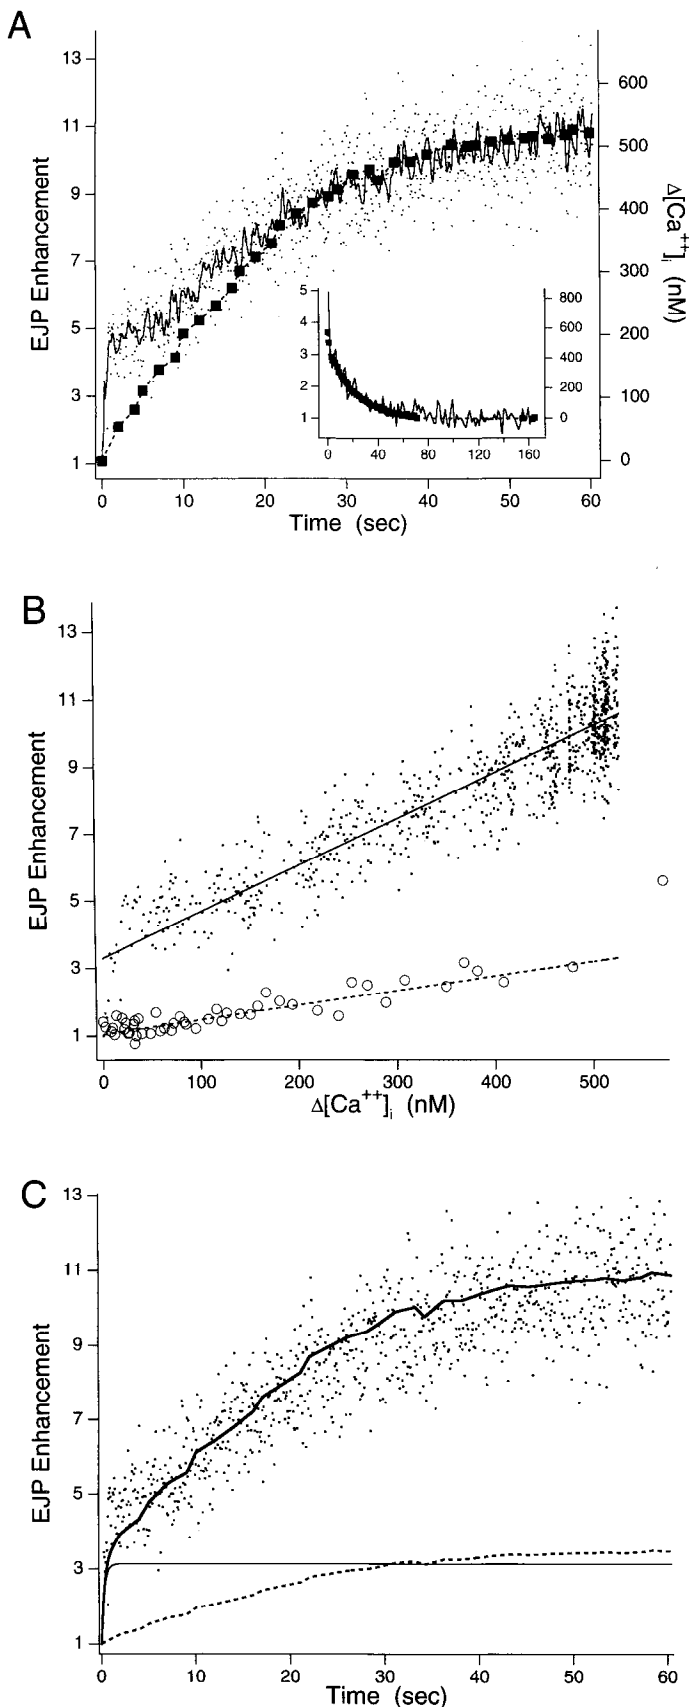 A
13
11
9
7
5
3
1
EJP Enhancement
600
500
400
300
200
100
0
Δ[Ca++]i (nM)
5
4
3
2
1
800
600
400
200
0
0 40 80 120 160
0 10 20 30 40 50 60
Time (sec)
B
13
11
9
7
5
3
1
EJP Enhancement
0 100 200 300 400 500
Δ[Ca++]i (nM)
C
13
11
9
7
5
3
1
EJP Enhancement
0 10 20 30 40 50 60
Time (sec)